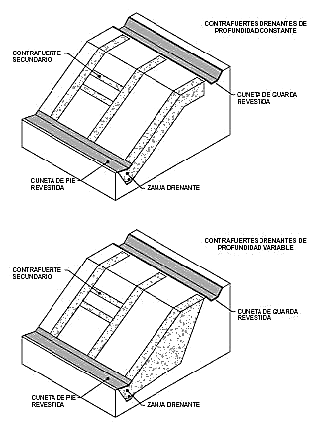 CONTRAFUERTES DRENANTES DE
PROFUNDIDAD CONSTANTE
CONTRAFUERTE
SECUNDARIO
CUNETA DE GUARDA
REVESTIDA
CUNETA DE PIE
REVESTIDA
ZANJA DRENANTE
CONTRAFUERTES DRENANTES DE
PROFUNDIDAD VARIABLE
CONTRAFUERTE
SECUNDARIO
CUNETA DE GUARDA
REVESTIDA
CUNETA DE PIE
REVESTIDA
ZANJA DRENANTE